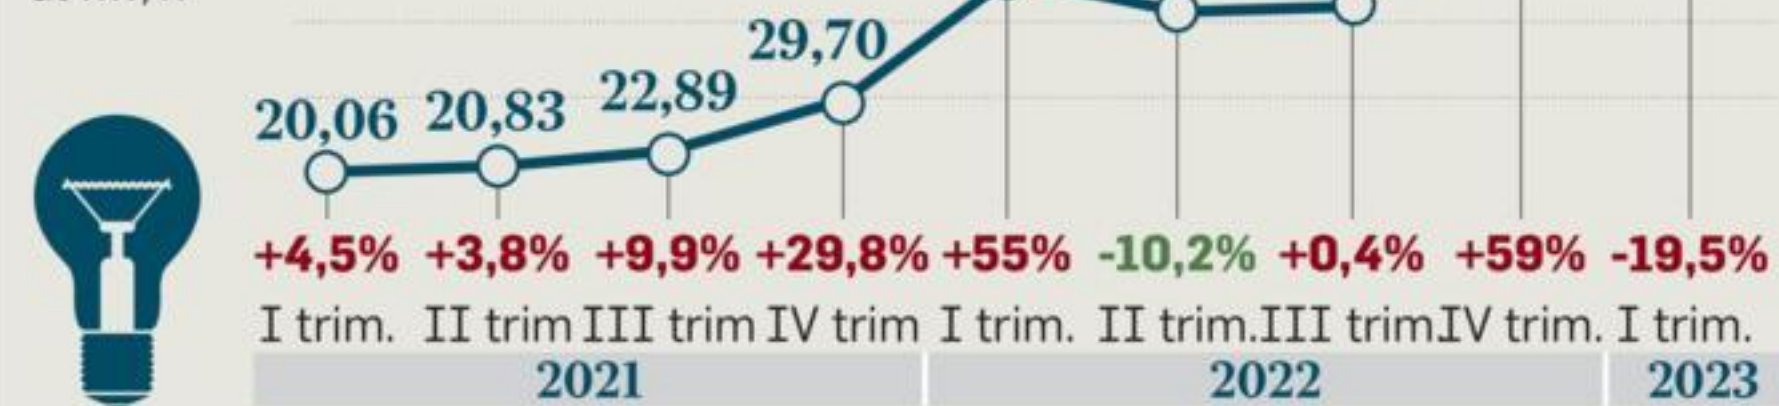 29,70
22,89
20,83
20,06
+4,5% +3,8% +9,9% +29,8% +55% -10,2% +0,4% +59% -19,5%
I trim. II trim III trim IV trim I trim. II trim. III trim. IV trim. I trim.
2021 2022 2023